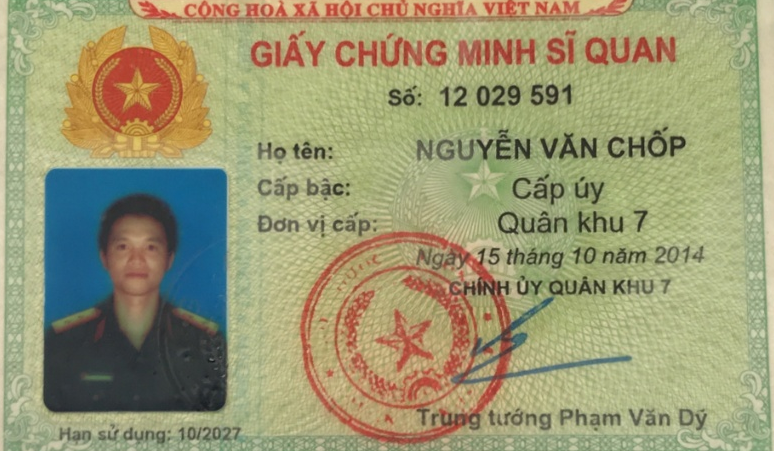 CỘNG HOÀ XÃ HỘI CHỦ NGHĨA VIỆT NAM
GIẤY CHỨNG MINH SĨ QUAN
Số: 12 029 591
Họ tên: NGUYỄN VĂN CHỐP
Cấp bậc: Cấp úy
Đơn vị cấp: Quân khu 7
Ngày 15 tháng 10 năm 2014
CHÍNH ỦY QUÂN KHU 7
Trung tướng Phạm Văn Dỹ
Hạn sử dụng: 10/2027